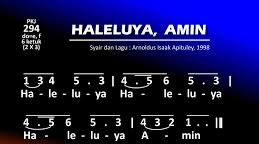 PKJ
294
do=e, f
6 ketuk
(2 X 3)
HALELUYA, AMIN
Syair dan Lagu : Arnoldus Isaak Apituley, 1998
1 3 4 5 . 3 | 4 . 5 6 5 . 3 |
Ha - le - lu - ya Ha - le - lu - ya
4 . 5 6 5 . 3 | 4 3 2 1 . . |
Ha - le - lu - ya A - min